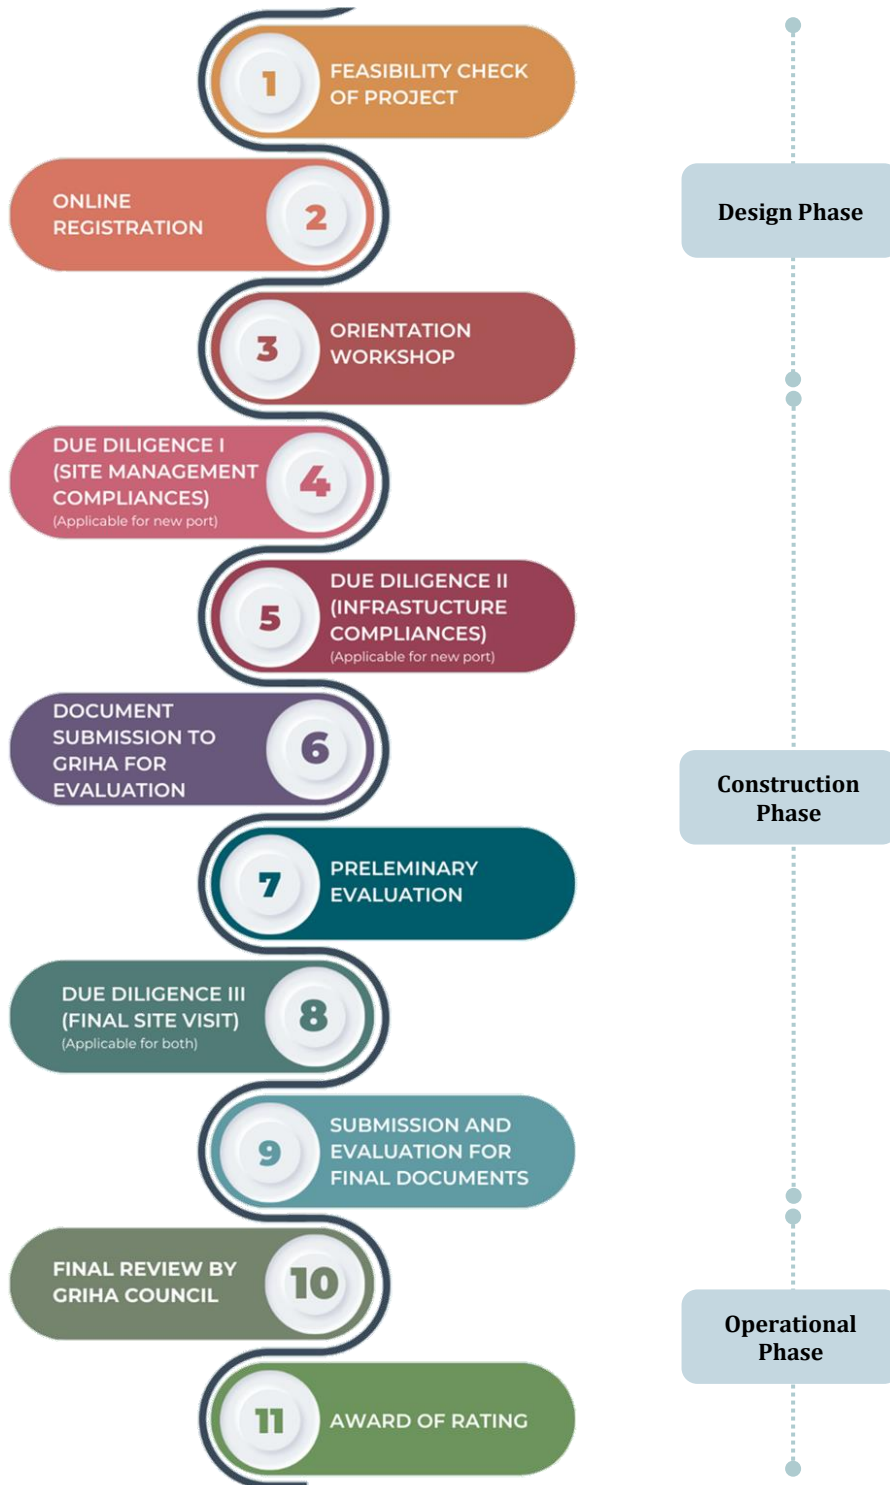 1
FEASIBILITY CHECK
OF PROJECT
ONLINE
REGISTRATION
2
Design Phase
3
ORIENTATION
WORKSHOP
DUE DILIGENCE I
(SITE MANAGEMENT
COMPLIANCES)
(Applicable for new port)
4
5
DUE DILIGENCE II
(INFRASTUCTURE
COMPLIANCES)
(Applicable for new port)
DOCUMENT
SUBMISSION TO
GRIHA FOR
EVALUATION
6
Construction
Phase
7
PRELEMINARY
EVALUATION
DUE DILIGENCE III
(FINAL SITE VISIT)
(Applicable for both)
8
9
SUBMISSION AND
EVALUATION FOR
FINAL DOCUMENTS
FINAL REVIEW BY
GRIHA COUNCIL
10
Operational
Phase
11
AWARD OF RATING